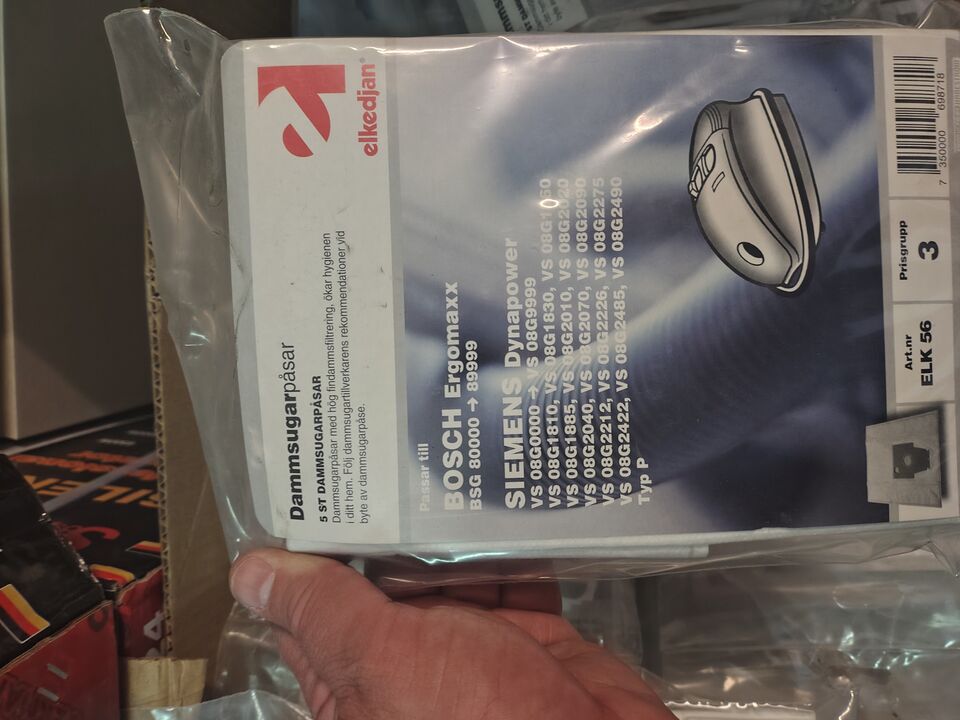 elkedjan®
Dammsugarpåsar
5 ST DAMMSUGARPÅSAR
Dammsugarpåsar med hög findammsfiltrering, ökar hygienen
i ditt hem. Följ dammsugartillverkarens rekommendationer vid
byte av dammsugarpåse.
Passar till
BOSCH Ergomaxx
BSG 80000 → 89999
SIEMENS Dynapower
VS 08G0000 → VS 08G9999
VS 08G1810, VS 08G1830, VS 08G1860
VS 08G1885, VS 08G2010, VS 08G2020
VS 08G2040, VS 08G2070, VS 08G2090
VS 08G2212, VS 08G2226, VS 08G2275
VS 08G2422, VS 08G2485, VS 08G2490
Typ P
Art.nr
ELK 56
Prisgrupp
3
7 350000 698718